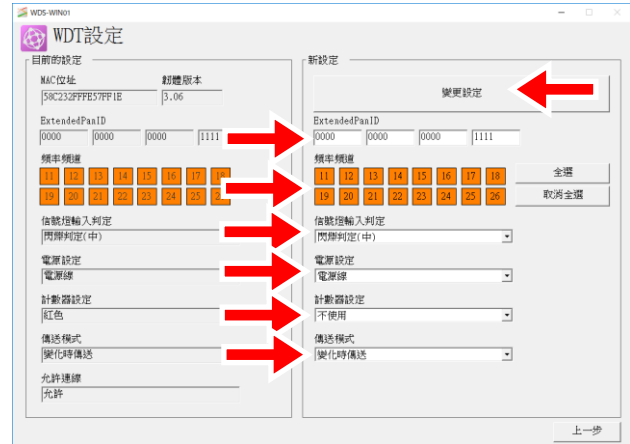 WDS-WIN01
WDT設定
目前的設定
MAC位址 韌體版本
58C232FFFE57FF1E 3.06
ExtendedPanID
0000 0000 0000 1111
頻率頻道
11 12 13 14 15 16 17 18
19 20 21 22 23 24 25
信號燈輸入判定
閃爍判定(中)
電源設定
電源線
計數器設定
紅色
傳送模式
變化時傳送
允許連線
允許
新設定
變更設定
ExtendedPanID
0000 0000 0000 1111
頻率頻道
11 12 13 14 15 16 17 18 全選
19 20 21 22 23 24 25 26 取消全選
信號燈輸入判定
閃爍判定(中)
電源設定
電源線
計數器設定
不使用
傳送模式
變化時傳送
上一步